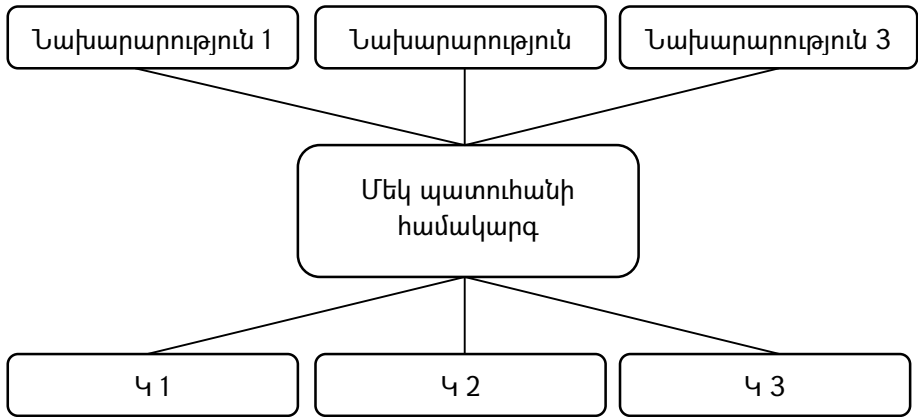 Նախարարություն 1
Նախարարություն
Նախարարություն 3
Մեկ պատուհանի
համակարգ
Կ 1
Կ 2
Կ 3